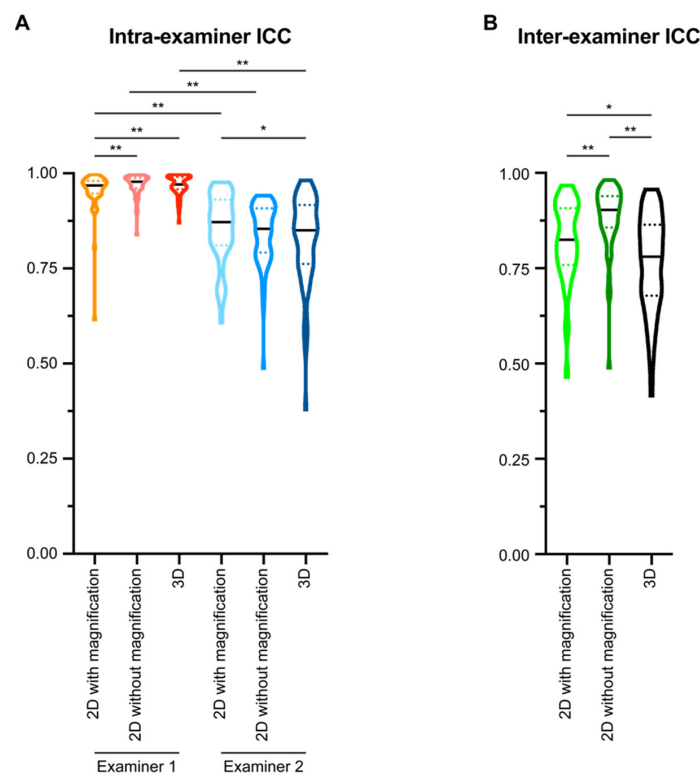 A
Intra-examiner ICC
**
**
**
**
*
**
1.00
0.75
0.50
0.25
0.00
2D with magnification
2D without magnification
3D
2D with magnification
2D without magnification
3D
Examiner 1
Examiner 2
B
Inter-examiner ICC
*
**
**
1.00
0.75
0.50
0.25
0.00
2D with magnification
2D without magnification
3D